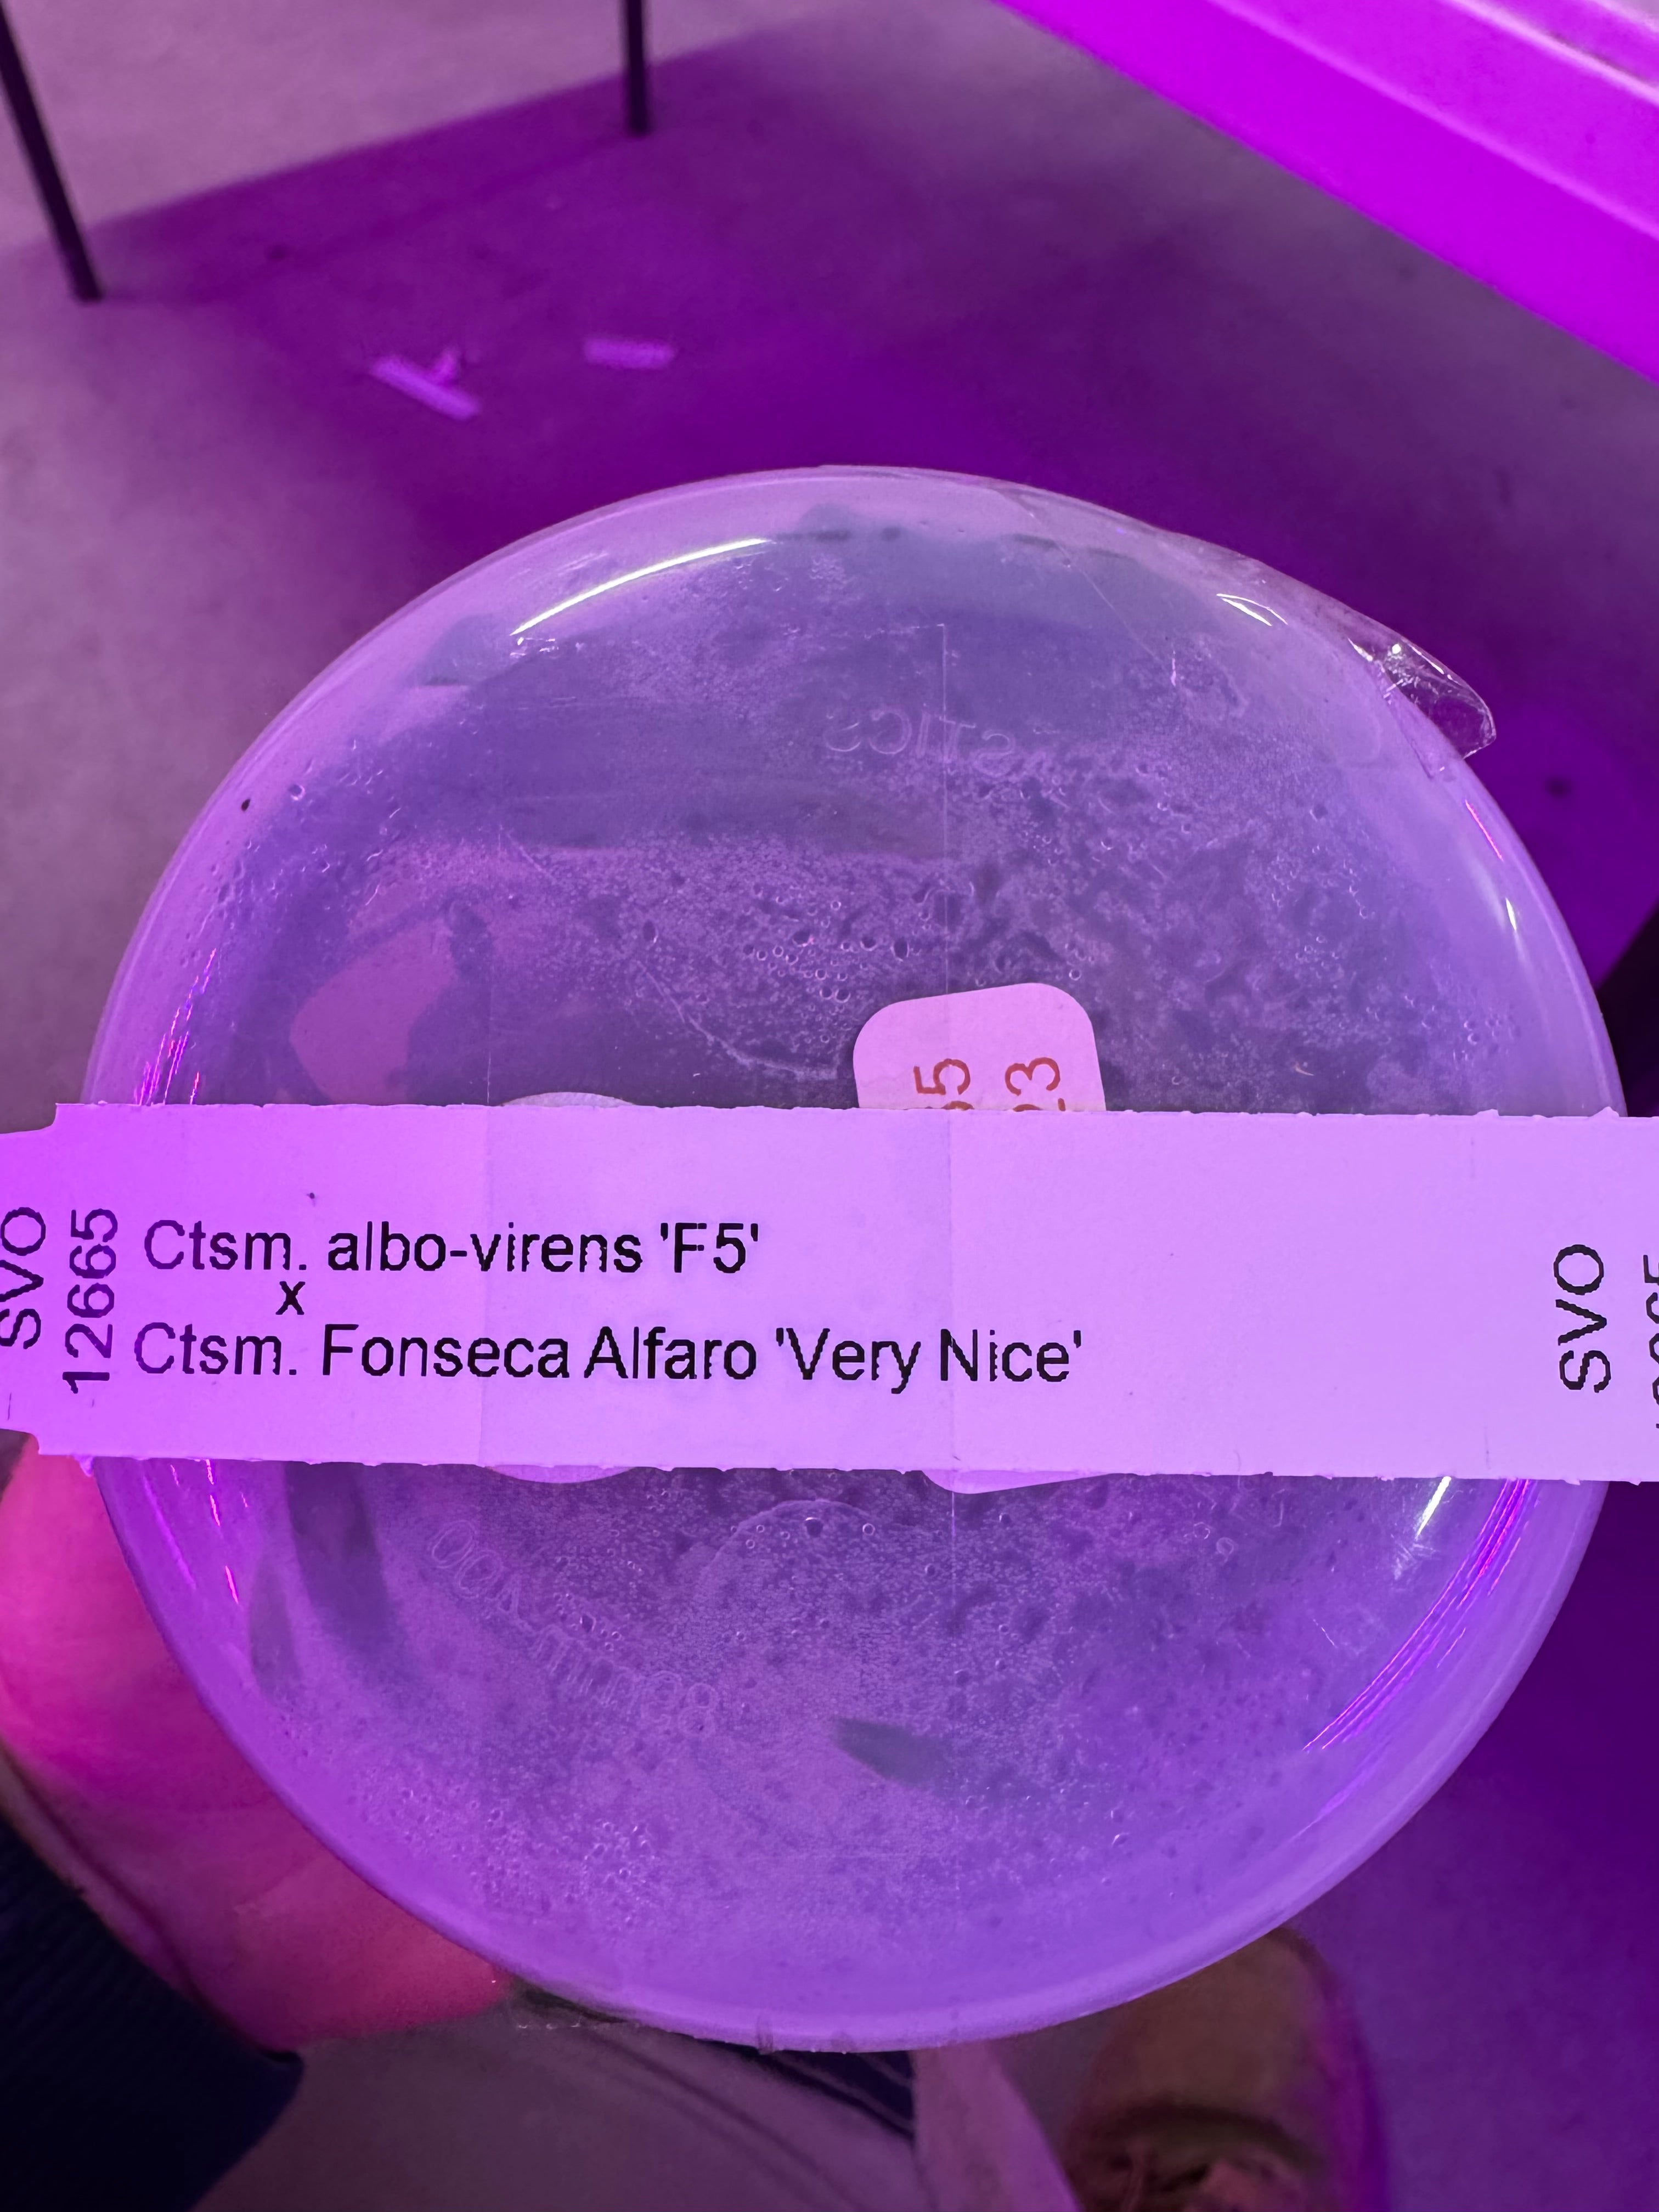 SVO
12665
Ctsm. albo-virens 'F5'
x
Ctsm. Fonseca Alfaro 'Very Nice'
SVO